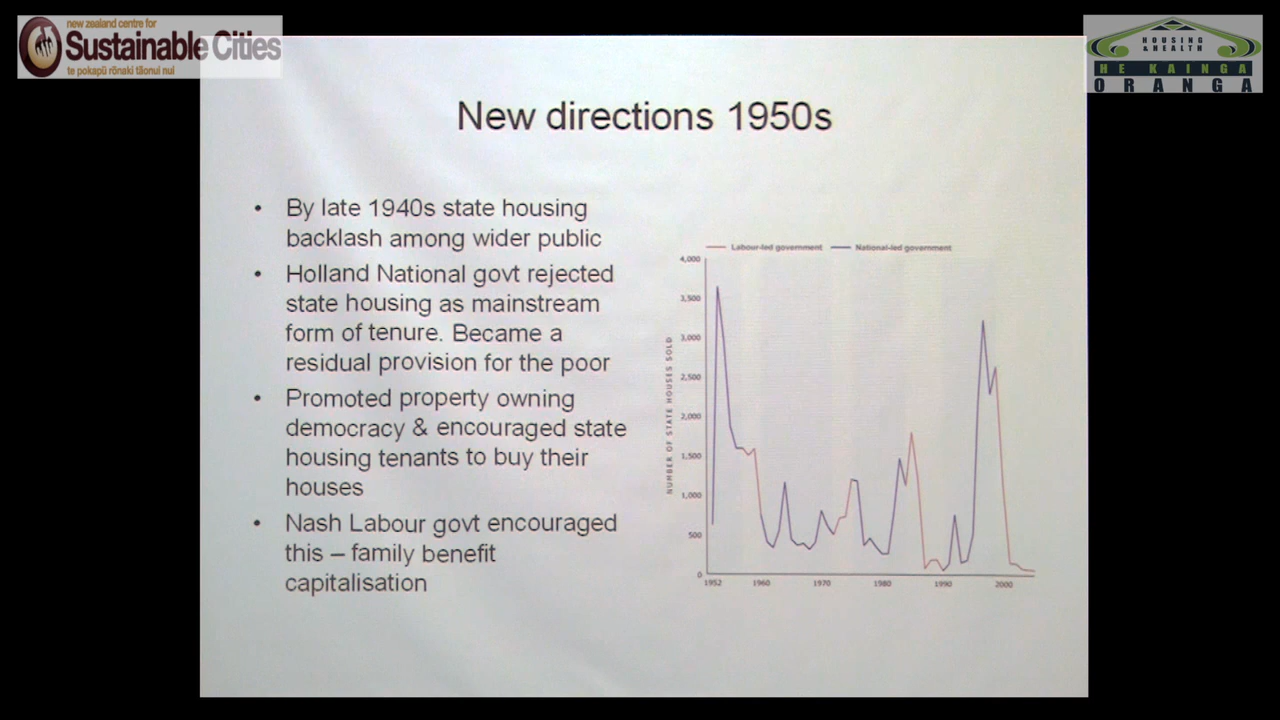 new zealand centre for
Sustainable Cities
te pokapū rōnaki tāonui nui
HOUSING
& HEALTH
HE KAINGA
ORANGA
New directions 1950s
• By late 1940s state housing
backlash among wider public
• Holland National govt rejected
state housing as mainstream
form of tenure. Became a
residual provision for the poor
• Promoted property owning
democracy & encouraged state
housing tenants to buy their
houses
• Nash Labour govt encouraged
this – family benefit
capitalisation
Labour-led government National-led government
NUMBER OF STATE HOUSES SOLD
4,000
3,500
3,000
2,500
2,000
1,500
1,000
500
0
1952 1960 1970 1980 1990 2000